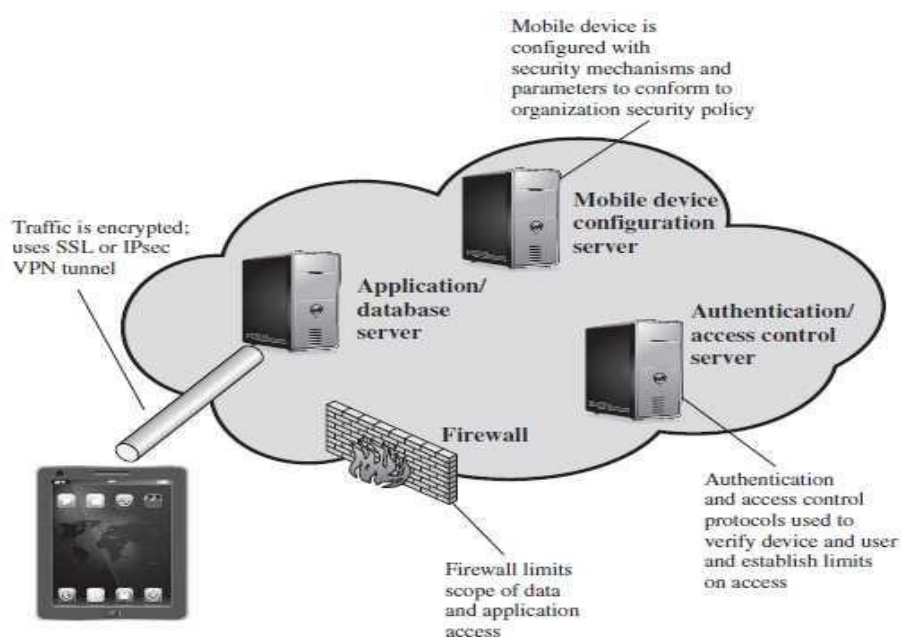 Mobile device is
configured with
security mechanisms and
parameters to conform to
organization security policy
Mobile device
configuration
server
Traffic is encrypted;
uses SSL or IPsec
VPN tunnel
Application/
database
server
Authentication/
access control
server
Firewall
Authentication
and access control
protocols used to
verify device and user
and establish limits
on access
Firewall limits
scope of data
and application
access